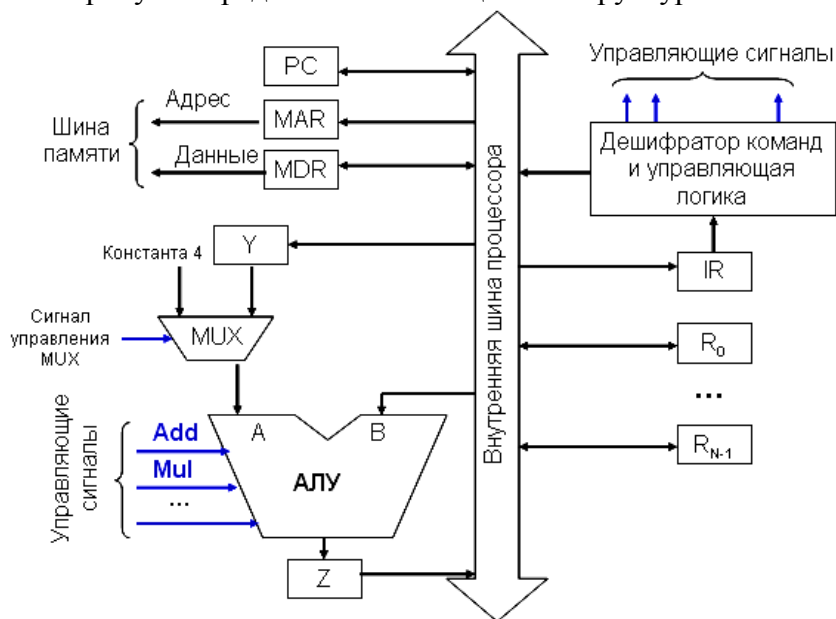 Управляющие сигналы
PC
Адрес
MAR
Шина
памяти
Данные
MDR
Дешифратор команд
и управляющая
логика
Константа 4
Y
IR
Сигнал
управления
MUX
MUX
R0
...
RN-1
Внутренняя шина процессора
Управляющие
сигналы
Add
Mul
...
A
B
АЛУ
Z